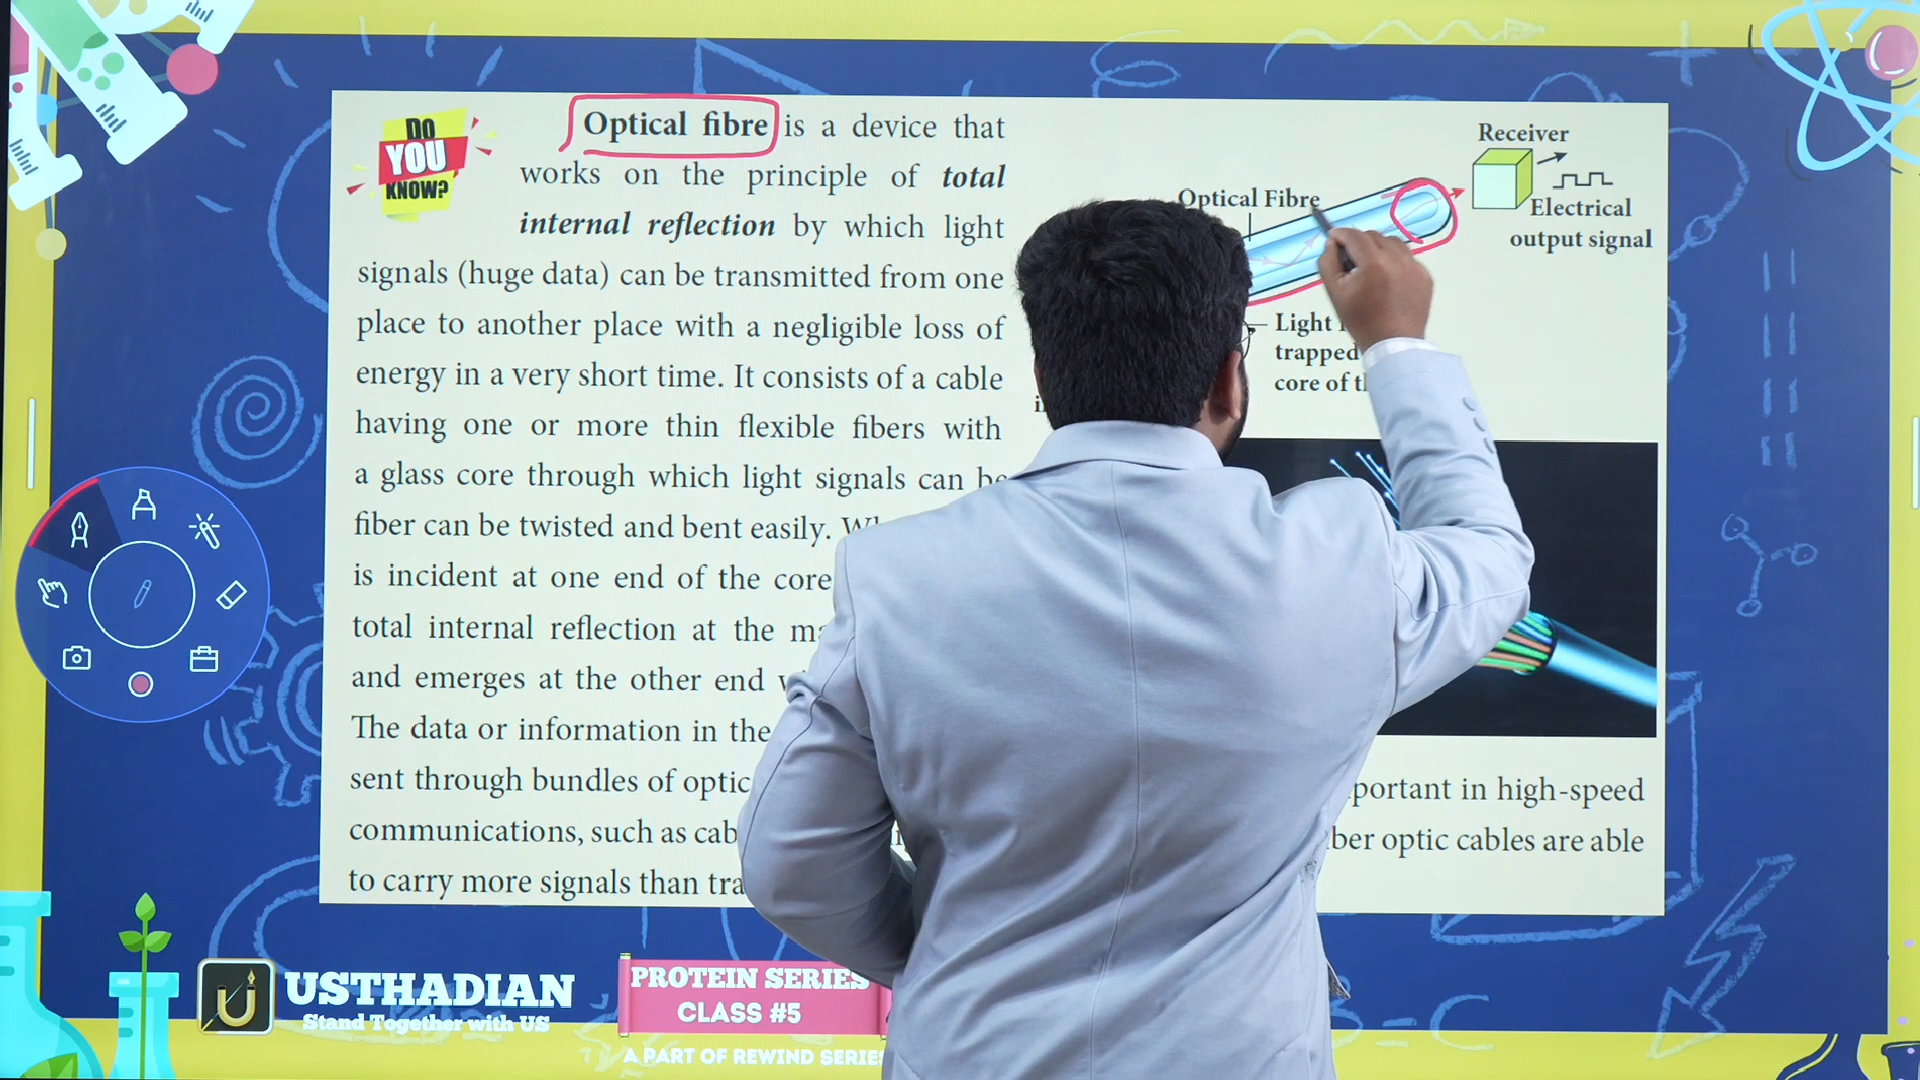 DO
YOU
KNOW?
Optical fibre is a device that
works on the principle of total
internal reflection by which light
signals (huge data) can be transmitted from one
place to another place with a negligible loss of
energy in a very short time. It consists of a cable
having one or more thin flexible fibers with
a glass core through which light signals can be
fiber can be twisted and bent easily.
is incident at one end of the core
total internal reflection at the
and emerges at the other end
The data or information in the
sent through bundles of
communications, such as
to carry more signals than
Receiver
Optical Fibre
Electrical
output signal
Light
trapped
core of
portant in high-speed
ber optic cables are able
USTHADIAN
Stand Together with US
PROTEIN SERIES
CLASS #5
A PART OF REWIND SERIES